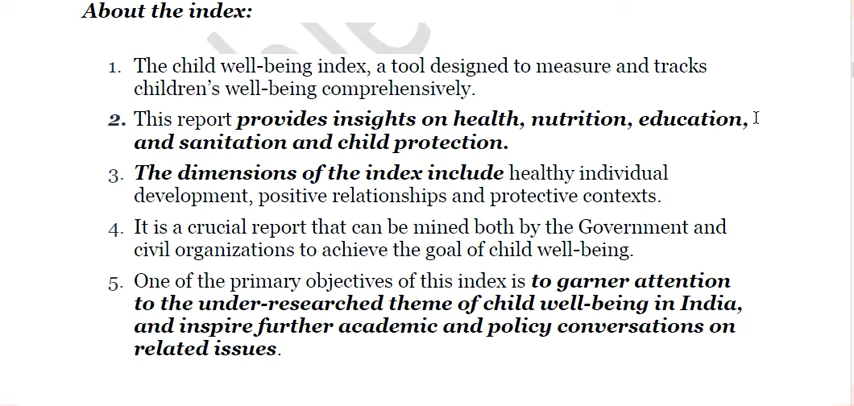 About the index:
1. The child well-being index, a tool designed to measure and tracks
children's well-being comprehensively.
2. This report provides insights on health, nutrition, education,
and sanitation and child protection.
3. The dimensions of the index include healthy individual
development, positive relationships and protective contexts.
4. It is a crucial report that can be mined both by the Government and
civil organizations to achieve the goal of child well-being.
5. One of the primary objectives of this index is to garner attention
to the under-researched theme of child well-being in India,
and inspire further academic and policy conversations on
related issues.